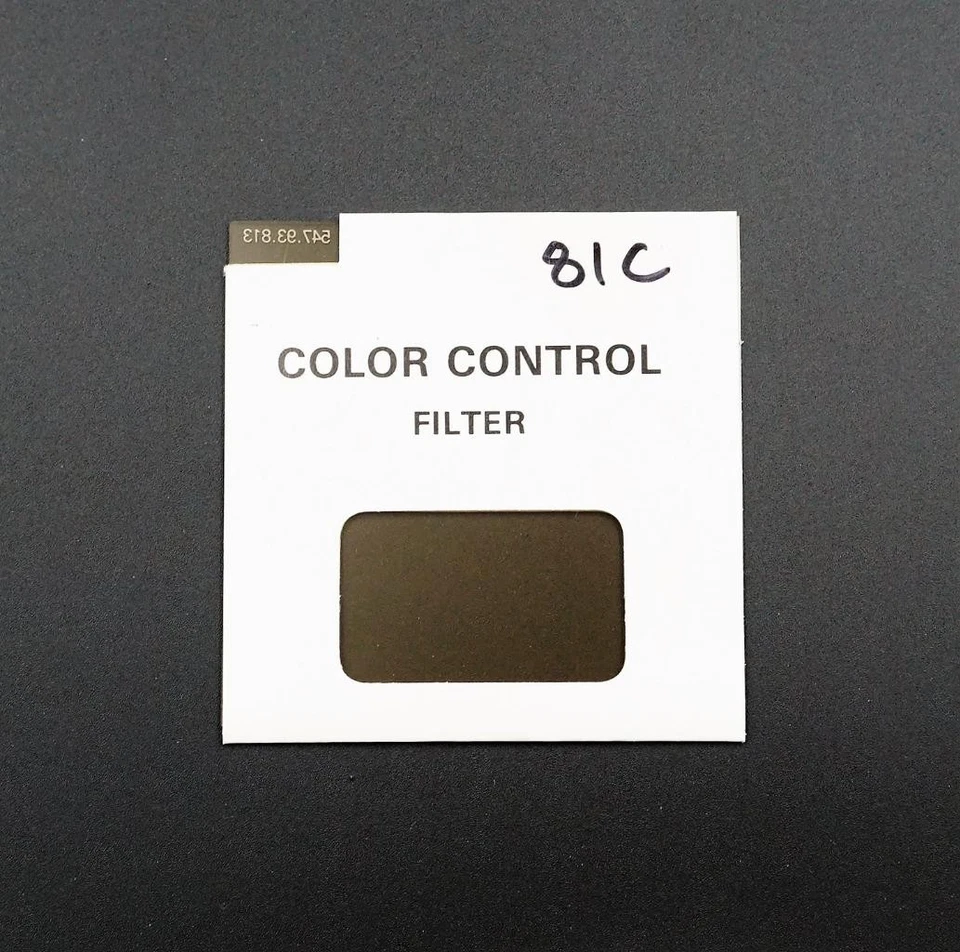 547.93.813
81C
COLOR CONTROL
FILTER